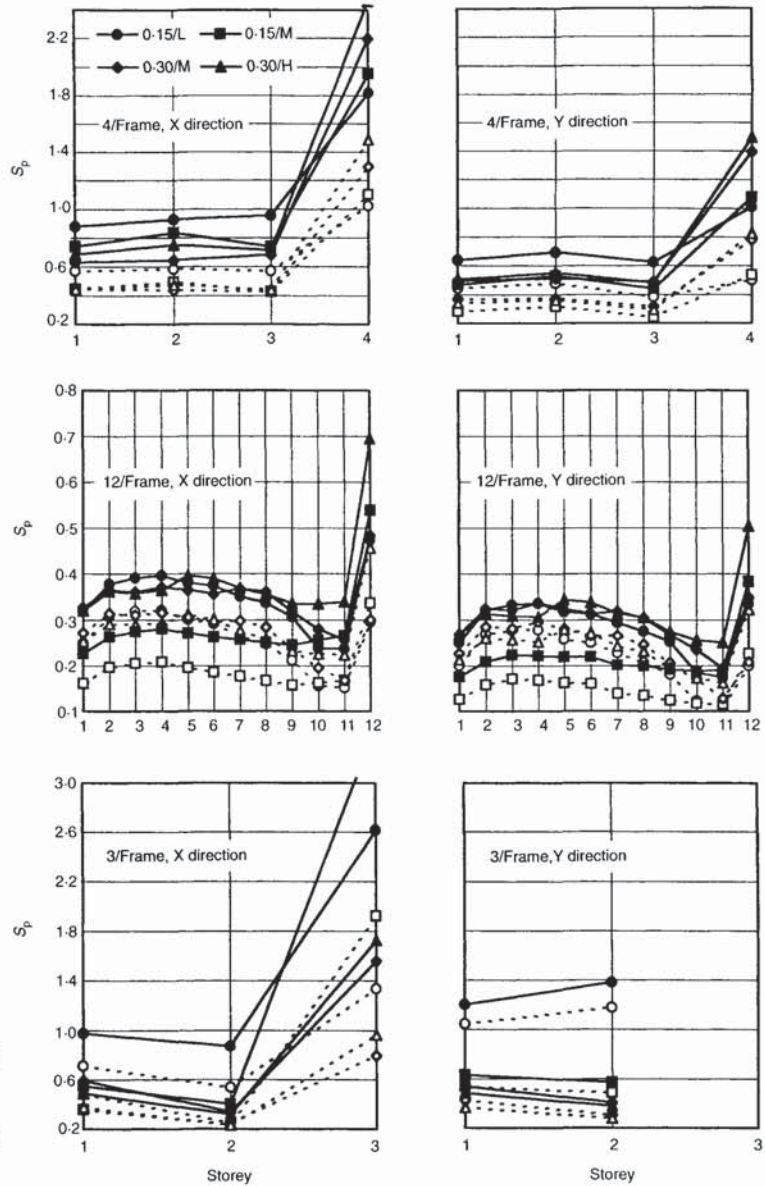 2·2
1·8
1·4
1·0
0·6
0·2
Sp
0·15/L 0·15/M
0·30/M 0·30/H
4/Frame, X direction
1 2 3 4
4/Frame, Y direction
1 2 3 4
0·8
0·7
0·6
0·5
0·4
0·3
0·2
0·1
Sp
12/Frame, X direction
1 2 3 4 5 6 7 8 9 10 11 12
12/Frame, Y direction
1 2 3 4 5 6 7 8 9 10 11 12
3·0
2·6
2·2
1·8
1·4
1·0
0·6
0·2
Sp
3/Frame, X direction
1 2 3
Storey
3/Frame,Y direction
1 2 3
Storey